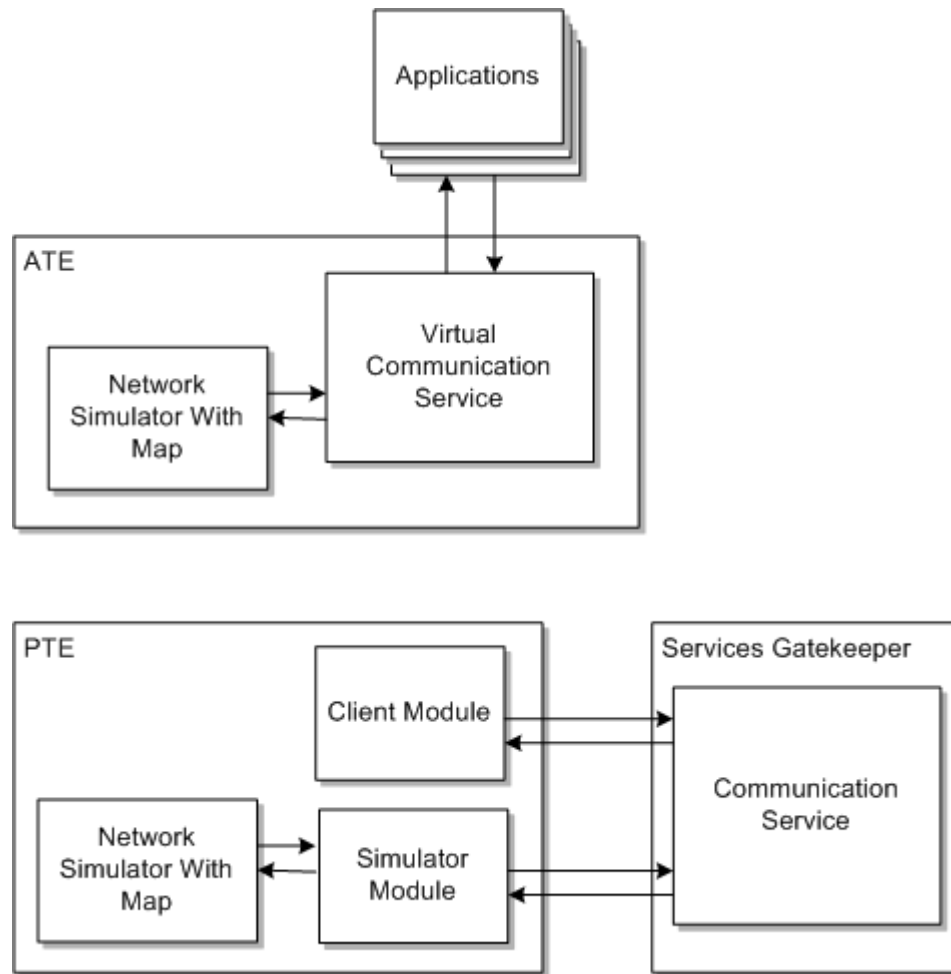 Applications
ATE
Virtual
Communication
Service
Network
Simulator With
Map
PTE
Services Gatekeeper
Client Module
Communication
Service
Network
Simulator With
Map
Simulator
Module